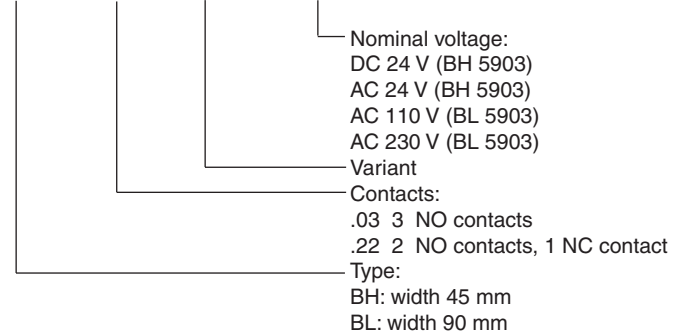 Nominal voltage:
DC 24 V (BH 5903)
AC 24 V (BH 5903)
AC 110 V (BL 5903)
AC 230 V (BL 5903)
Variant
Contacts:
.03 3 NO contacts
.22 2 NO contacts, 1 NC contact
Type:
BH: width 45 mm
BL: width 90 mm